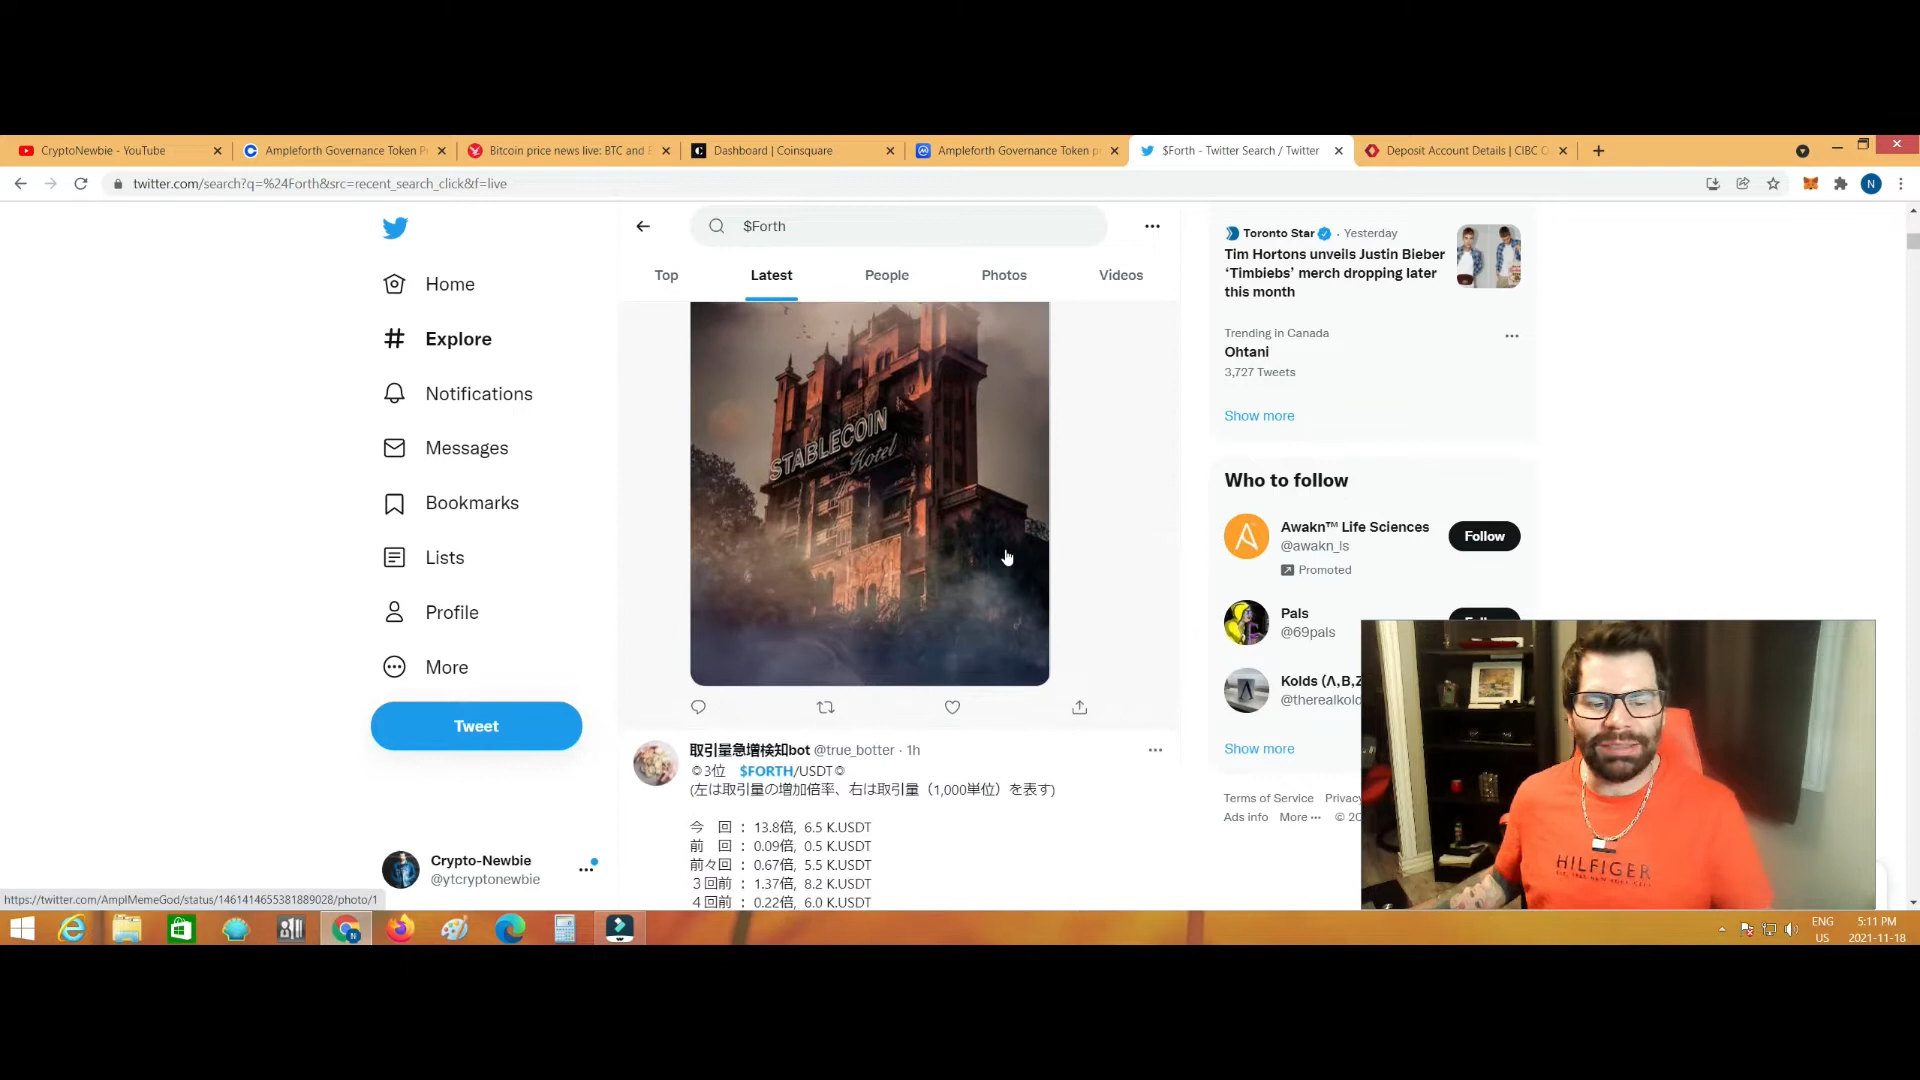 CryptoNewbie - YouTube
Ampleforth Governance Token P
Bitcoin price news live: BTC and
Dashboard | Coinsquare
Ampleforth Governance Token p
$Forth - Twitter Search / Twitter
Deposit Account Details | CIBC O
twitter.com/search?q=%24Forth&src=recent_search_click&f=live
N
$Forth
Top
Latest
People
Photos
Videos
Home
Explore
Notifications
Messages
Bookmarks
Lists
Profile
More
Tweet
Crypto-Newbie
@ytcryptonewbie
STABLECOIN
Hotel
取引量急増検知bot @true_botter · 1h
◎3位 $FORTH/USDT◎
(左は取引量の増加倍率、右は取引量（1,000単位）を表す)
今 回 : 13.8倍, 6.5 K.USDT
前 回 : 0.09倍, 0.5 K.USDT
前々回 : 0.67倍, 5.5 K.USDT
３回前 : 1.37倍, 8.2 K.USDT
４回前 : 0.22倍, 6.0 K.USDT
Toronto Star · Yesterday
Tim Hortons unveils Justin Bieber
‘Timbiebs’ merch dropping later
this month
Trending in Canada
Ohtani
3,727 Tweets
Show more
Who to follow
Awakn™ Life Sciences
@awakn_ls
Promoted
Follow
Pals
@69pals
Kolds (Λ,B,Z
@therealkold
Show more
Terms of Service Privacy
Ads info More ··· © 20
HILFIGER
https://twitter.com/AmplMemeGod/status/1461414655381889028/photo/1
ENG
US
5:11 PM
2021-11-18